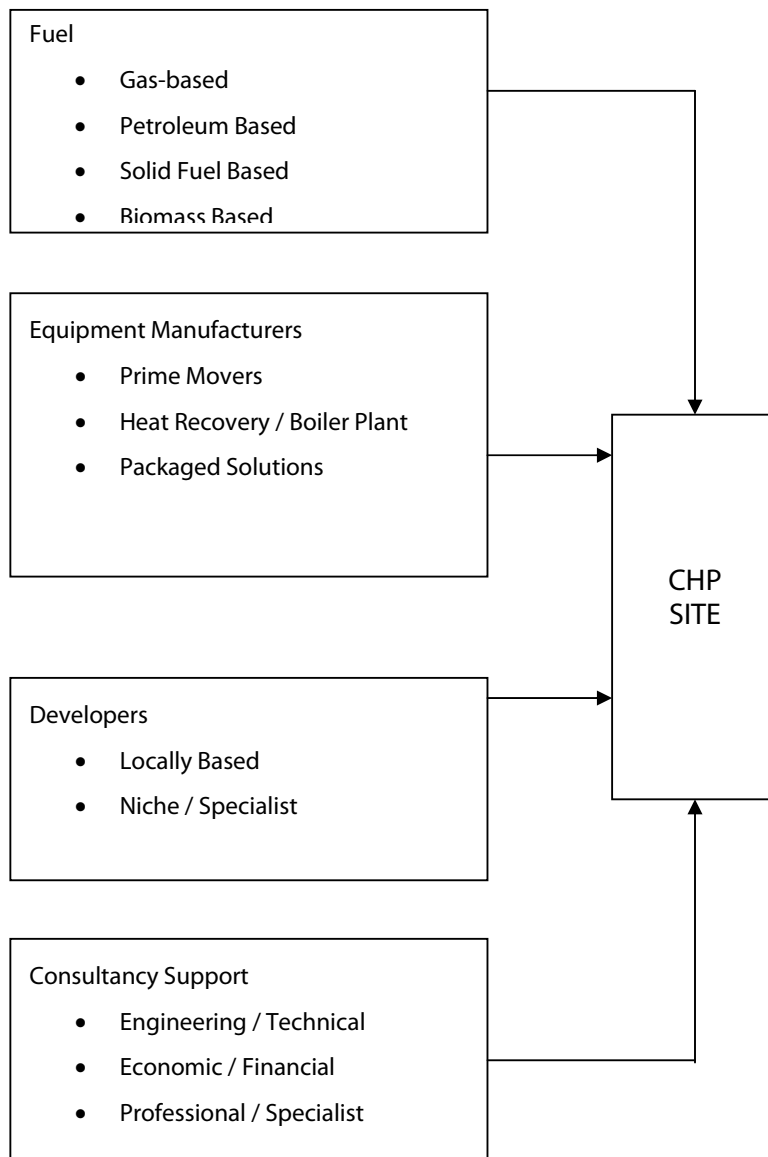 Fuel
• Gas-based
• Petroleum Based
• Solid Fuel Based
• Biomass Based
Equipment Manufacturers
• Prime Movers
• Heat Recovery / Boiler Plant
• Packaged Solutions
CHP
SITE
Developers
• Locally Based
• Niche / Specialist
Consultancy Support
• Engineering / Technical
• Economic / Financial
• Professional / Specialist